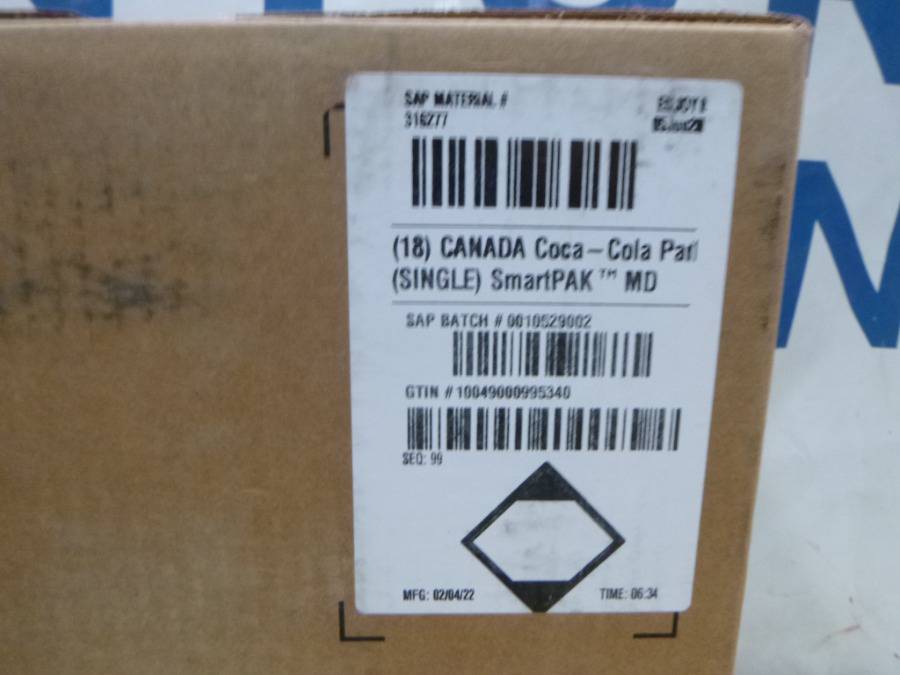 SAP MATERIAL #
316277
(18) CANADA Coca-Cola Par
(SINGLE) SmartPAK™ MD
SAP BATCH # 0010529002
GTIN # 10049000995340
SEQ: 99
MFG: 02/04/22
TIME: 06:34